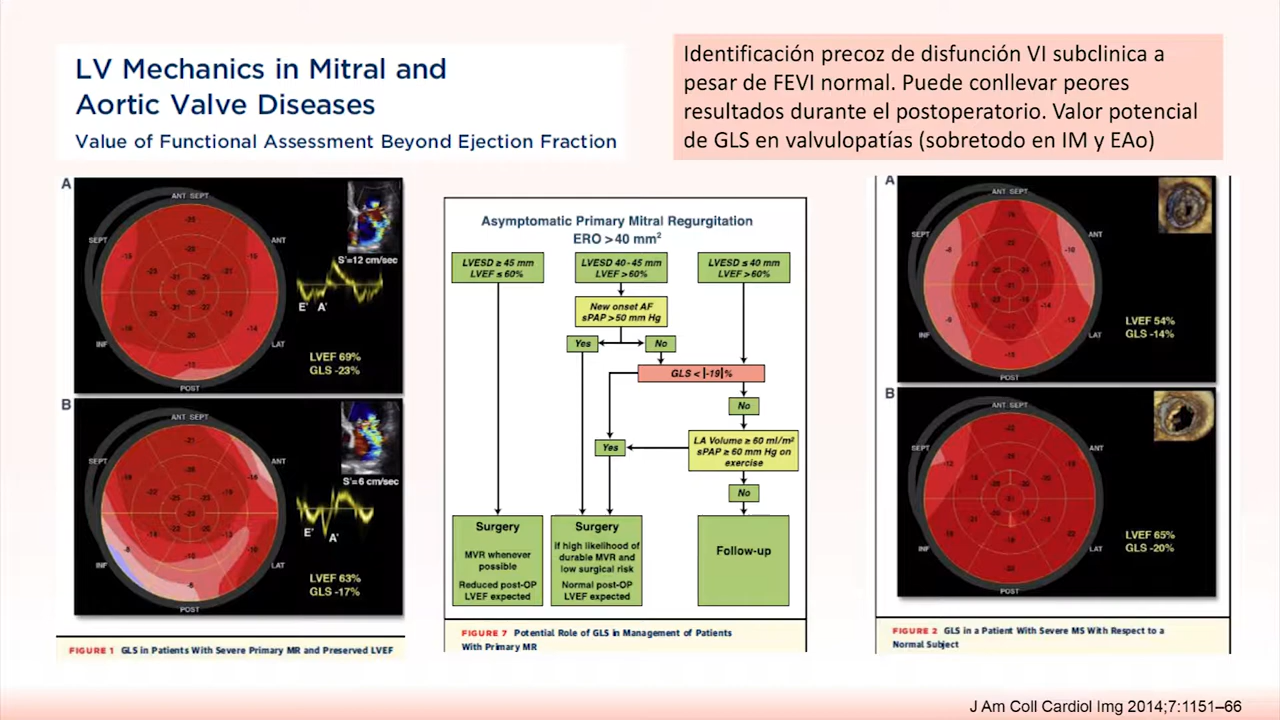 LV Mechanics in Mitral and
Aortic Valve Diseases
Value of Functional Assessment Beyond Ejection Fraction
Identificación precoz de disfunción VI subclinica a
pesar de FEVI normal. Puede conllevar peores
resultados durante el postoperatorio. Valor potencial
de GLS en valvulopatías (sobretodo en IM y EAo)
A
ANT SEPT
SEPT
ANT
INF
LAT
POST
S'=12 cm/sec
E' A'
LVEF 69%
GLS -23%
B
ANT SEPT
SEPT
ANT
INF
LAT
POST
S'= 6 cm/sec
E'
A'
LVEF 63%
GLS -17%
FIGURE 1 GLS in Patients With Severe Primary MR and Preserved LVEF
Asymptomatic Primary Mitral Regurgitation
ERO > 40 mm²
LVESD ≥ 45 mm
LVEF ≤ 60%
LVESD 40 - 45 mm
LVEF > 60%
LVESD ≤ 40 mm
LVEF > 60%
New onset AF
sPAP > 50 mm Hg
Yes
No
GLS < |-19| %
No
Yes
LA Volume ≥ 60 ml/m²
sPAP ≥ 60 mm Hg on
exercise
No
Surgery
MVR whenever
possible
Reduced post-OP
LVEF expected
Surgery
if high likelihood of
durable MVR and
low surgical risk
Normal post-OP
LVEF expected
Follow-up
FIGURE 7 Potential Role of GLS in Management of Patients
With Primary MR
A
ANT SEPT
SEPT
ANT
INF
LAT
POST
LVEF 54%
GLS -14%
B
ANT SEPT
SEPT
ANT
INF
LAT
POST
LVEF 65%
GLS -20%
FIGURE 2 GLS in a Patient With Severe MS With Respect to a
Normal Subject
J Am Coll Cardiol Img 2014;7:1151–66